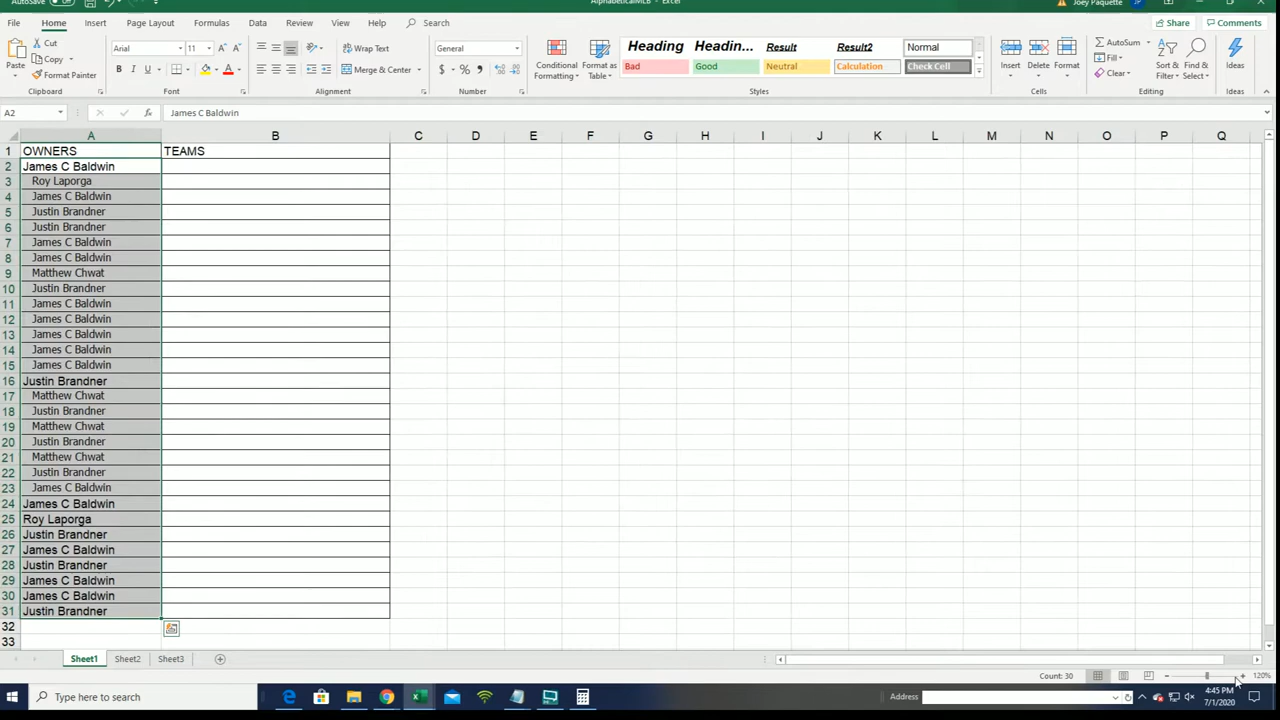 AutoSave Off AlphabeticalMLB - Excel Joey Paquette JP
File Home Insert Page Layout Formulas Data Review View Help Search Share Comments
Paste Cut Copy Format Painter Clipboard
Arial 11 A A B I U A Font
Wrap Text Merge & Center Alignment
General $ % Number
Conditional Formatting Format as Table
Heading Headin... Result Result2 Normal
Bad Good Neutral Calculation Check Cell
Styles
Insert Delete Format Cells
AutoSum Fill Clear Sort & Filter Find & Select Editing
Ideas Ideas
A2 fx James C Baldwin
A B C D E F G H I J K L M N O P Q
1 OWNERS TEAMS
2 James C Baldwin
3 Roy Laporga
4 James C Baldwin
5 Justin Brandner
6 Justin Brandner
7 James C Baldwin
8 James C Baldwin
9 Matthew Chwat
10 Justin Brandner
11 James C Baldwin
12 James C Baldwin
13 James C Baldwin
14 James C Baldwin
15 James C Baldwin
16 Justin Brandner
17 Matthew Chwat
18 Justin Brandner
19 Matthew Chwat
20 Justin Brandner
21 Matthew Chwat
22 Justin Brandner
23 James C Baldwin
24 James C Baldwin
25 Roy Laporga
26 Justin Brandner
27 James C Baldwin
28 Justin Brandner
29 James C Baldwin
30 James C Baldwin
31 Justin Brandner
32
33
Sheet1 Sheet2 Sheet3
Count: 30 120%
Type here to search Address 4:45 PM
7/1/2020